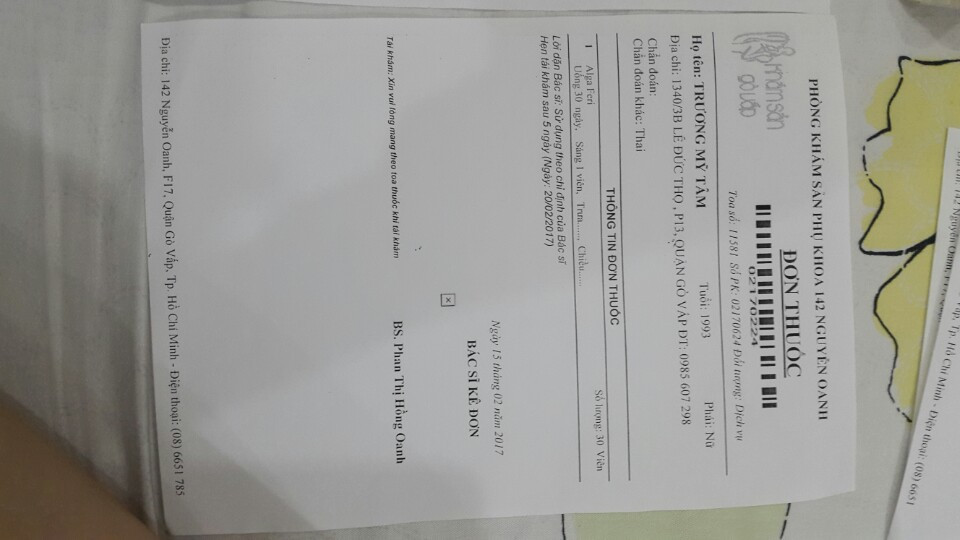 PHÒNG KHÁM SẢN PHỤ KHOA 142 NGUYỄN OANH
KHÁM SẢN
GÒ VẤP
ĐƠN THUỐC
02170224
Toa số: 11581 Số PK: 02170624 Đối tượng: Dịch vụ
Họ tên: TRƯƠNG MỸ TÂM Tuổi: 1993 Phái: Nữ
Địa chỉ: 1340/3B LÊ ĐỨC THỌ , P13, QUẬN GÒ VẤP ĐT: 0985 607 298
Chẩn đoán:
Chẩn đoán khác: Thai
THÔNG TIN ĐƠN THUỐC
1 Alga-Feri Số lượng: 30 Viên
Uống 30 ngày, Sáng 1 viên, Trưa....., Chiều......
Lời dặn Bác sĩ: Sử dụng theo chỉ định của Bác sĩ
Hẹn tái khám sau 5 ngày (Ngày: 20/02/2017)
Ngày 15 tháng 02 năm 2017
BÁC SĨ KÊ ĐƠN
BS. Phan Thị Hồng Oanh
Tái khám: Xin vui lòng mang theo toa thuốc khi tái khám
Địa chỉ: 142 Nguyễn Oanh, F17, Quận Gò Vấp, Tp. Hồ Chí Minh - Điện thoại: (08) 6651 785
142 Nguyễn Oanh, F17
Vấp, Tp. Hồ Chí Minh - Điện thoại: (08) 6651